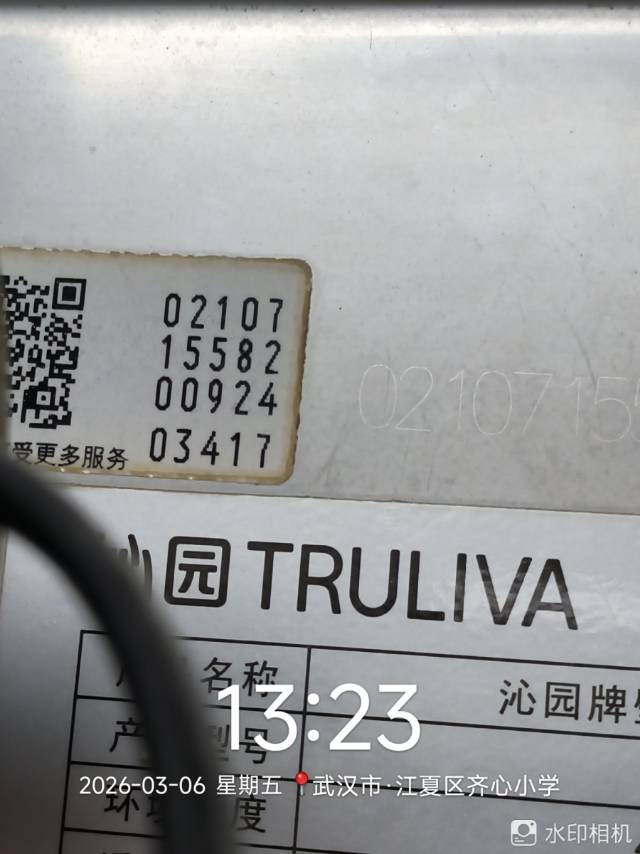 02107
15582
00924
03417
受更多服务
0210715
沁园 TRULIVA
名称
沁园牌
产 型号
环 度
13:23
2026-03-06 星期五 武汉市·江夏区齐心小学
水印相机